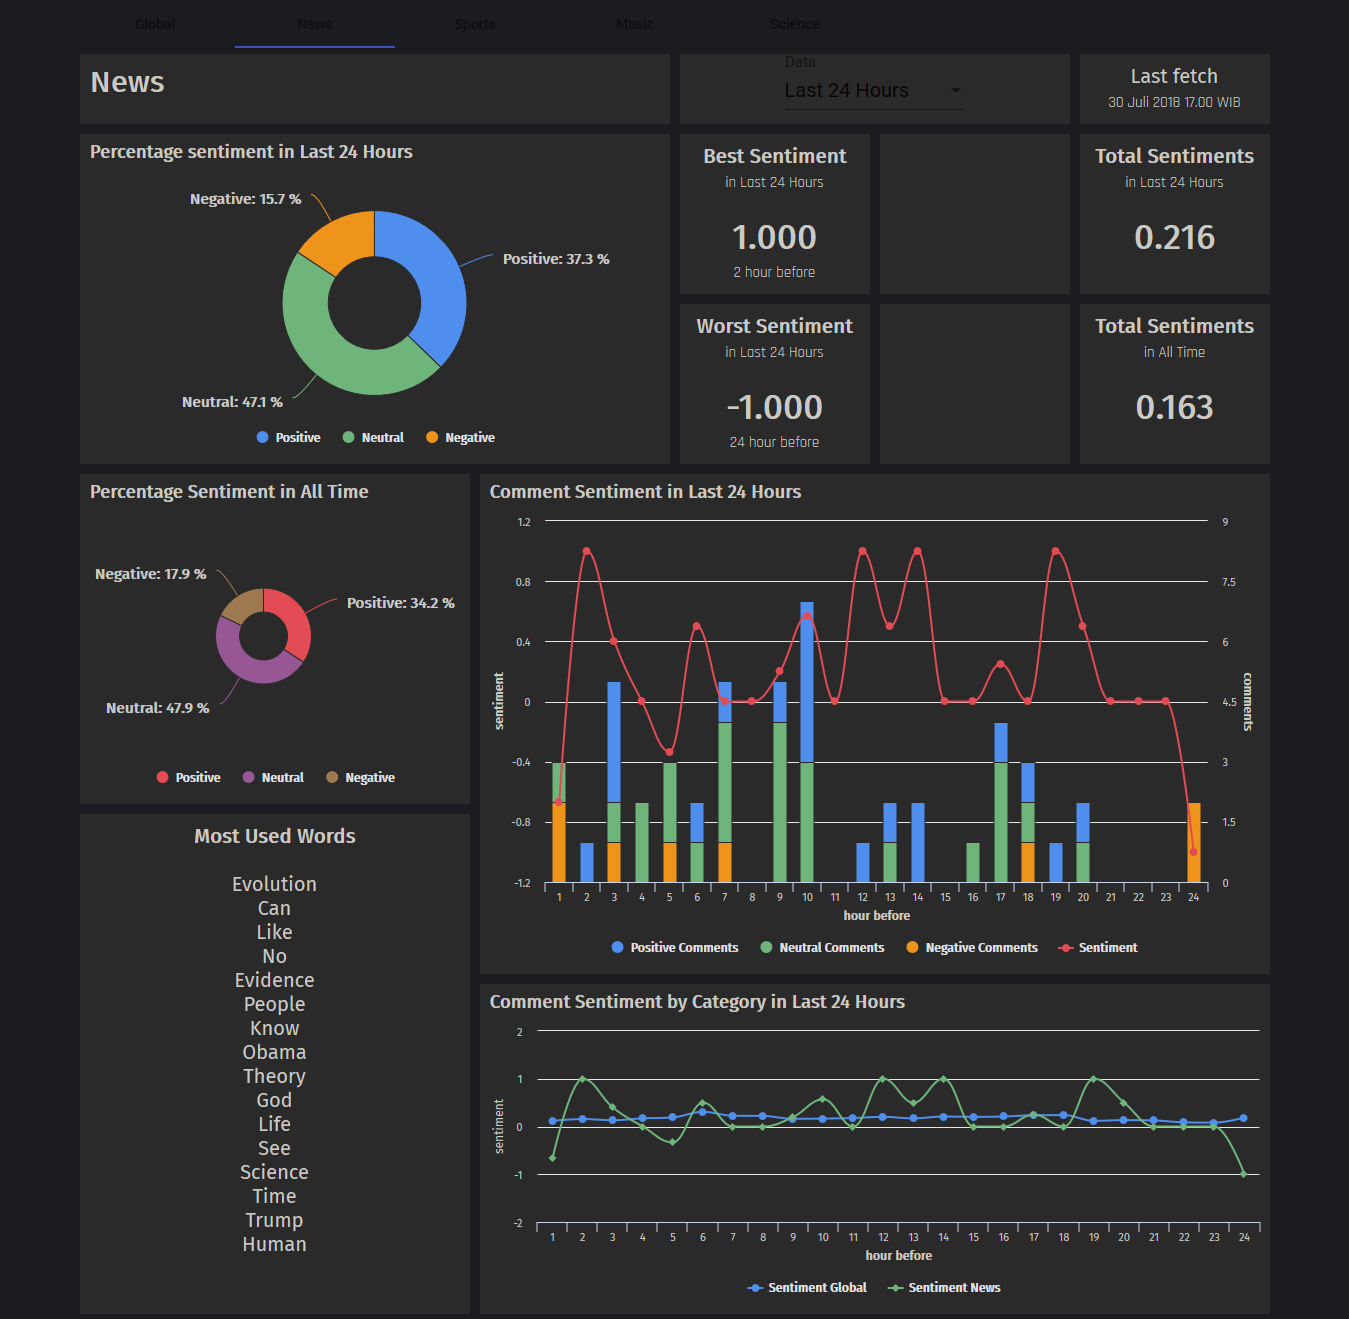 Global News Sports Music Science
News
Data
Last 24 Hours
Last fetch
30 Juli 2018 17.00 WIB
Percentage sentiment in Last 24 Hours
Negative: 15.7 %
Positive: 37.3 %
Neutral: 47.1 %
Positive Neutral Negative
Best Sentiment
in Last 24 Hours
1.000
2 hour before
Total Sentiments
in Last 24 Hours
0.216
Worst Sentiment
in Last 24 Hours
-1.000
24 hour before
Total Sentiments
in All Time
0.163
Percentage Sentiment in All Time
Negative: 17.9 %
Positive: 34.2 %
Neutral: 47.9 %
Positive Neutral Negative
Comment Sentiment in Last 24 Hours
1.2 9
0.8 7.5
0.4 6
0 4.5
-0.4 3
-0.8 1.5
-1.2 0
sentiment
comments
1 2 3 4 5 6 7 8 9 10 11 12 13 14 15 16 17 18 19 20 21 22 23 24
hour before
Positive Comments Neutral Comments Negative Comments Sentiment
Most Used Words
Evolution
Can
Like
No
Evidence
People
Know
Obama
Theory
God
Life
See
Science
Time
Trump
Human
Comment Sentiment by Category in Last 24 Hours
2
1
0
-1
-2
sentiment
1 2 3 4 5 6 7 8 9 10 11 12 13 14 15 16 17 18 19 20 21 22 23 24
hour before
Sentiment Global Sentiment News